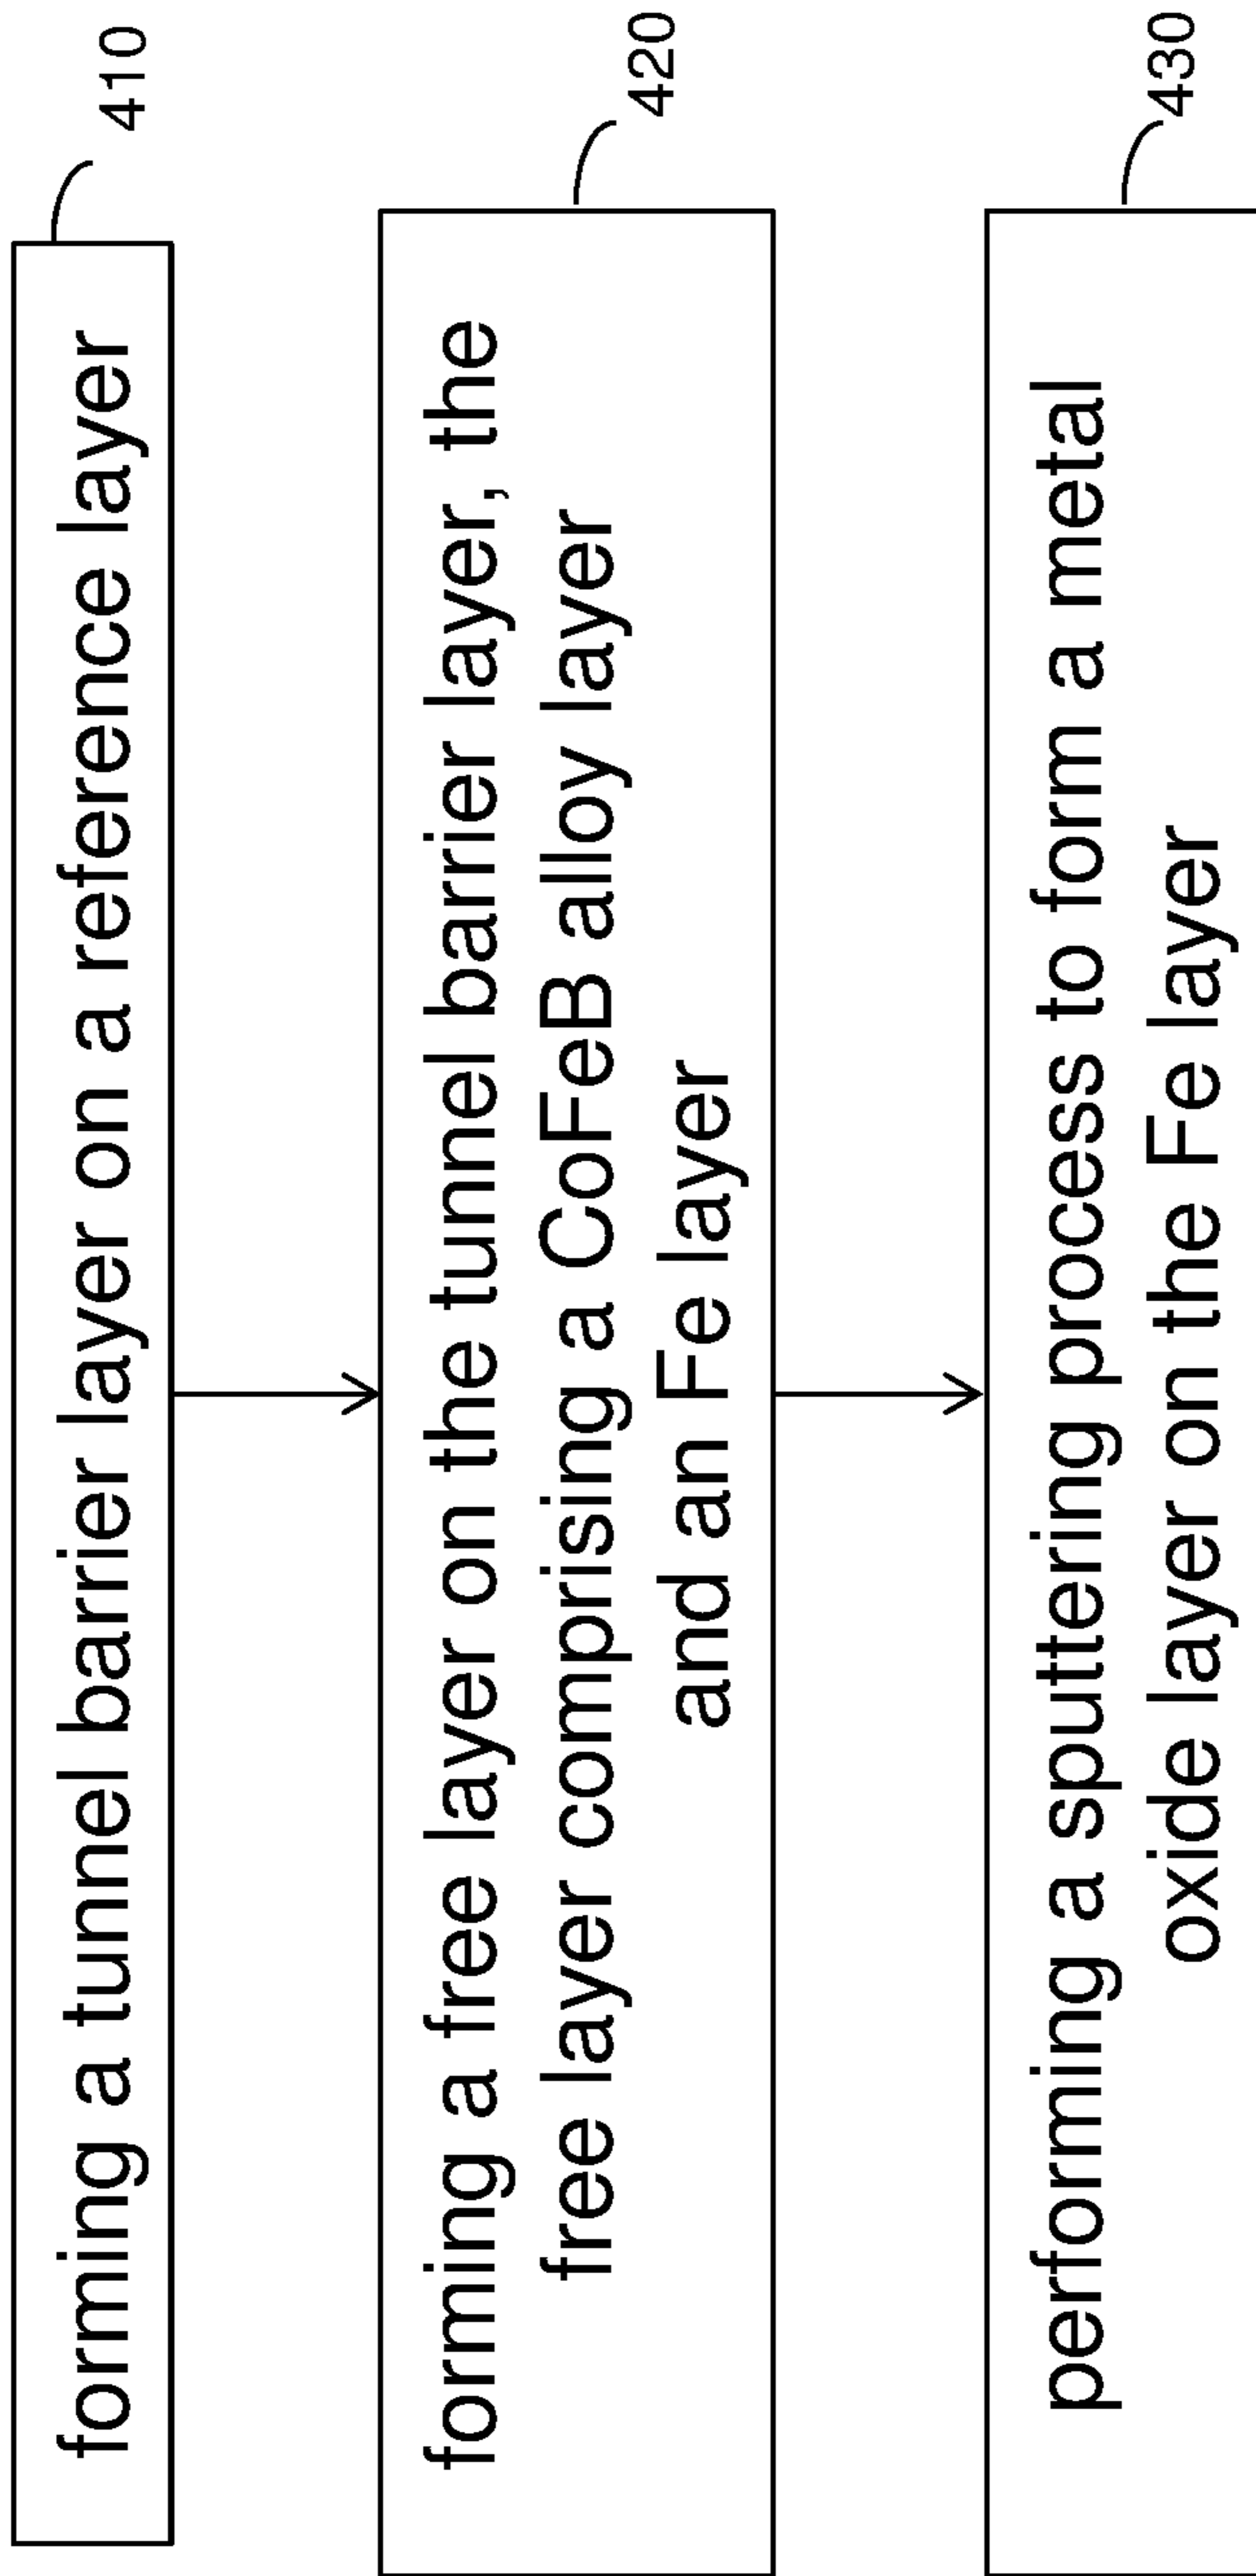 410
forming a tunnel barrier layer on a reference layer
420
forming a free layer on the tunnel barrier layer, the
free layer comprising a CoFeB alloy layer
and an Fe layer
430
performing a sputtering process to form a metal
oxide layer on the Fe layer